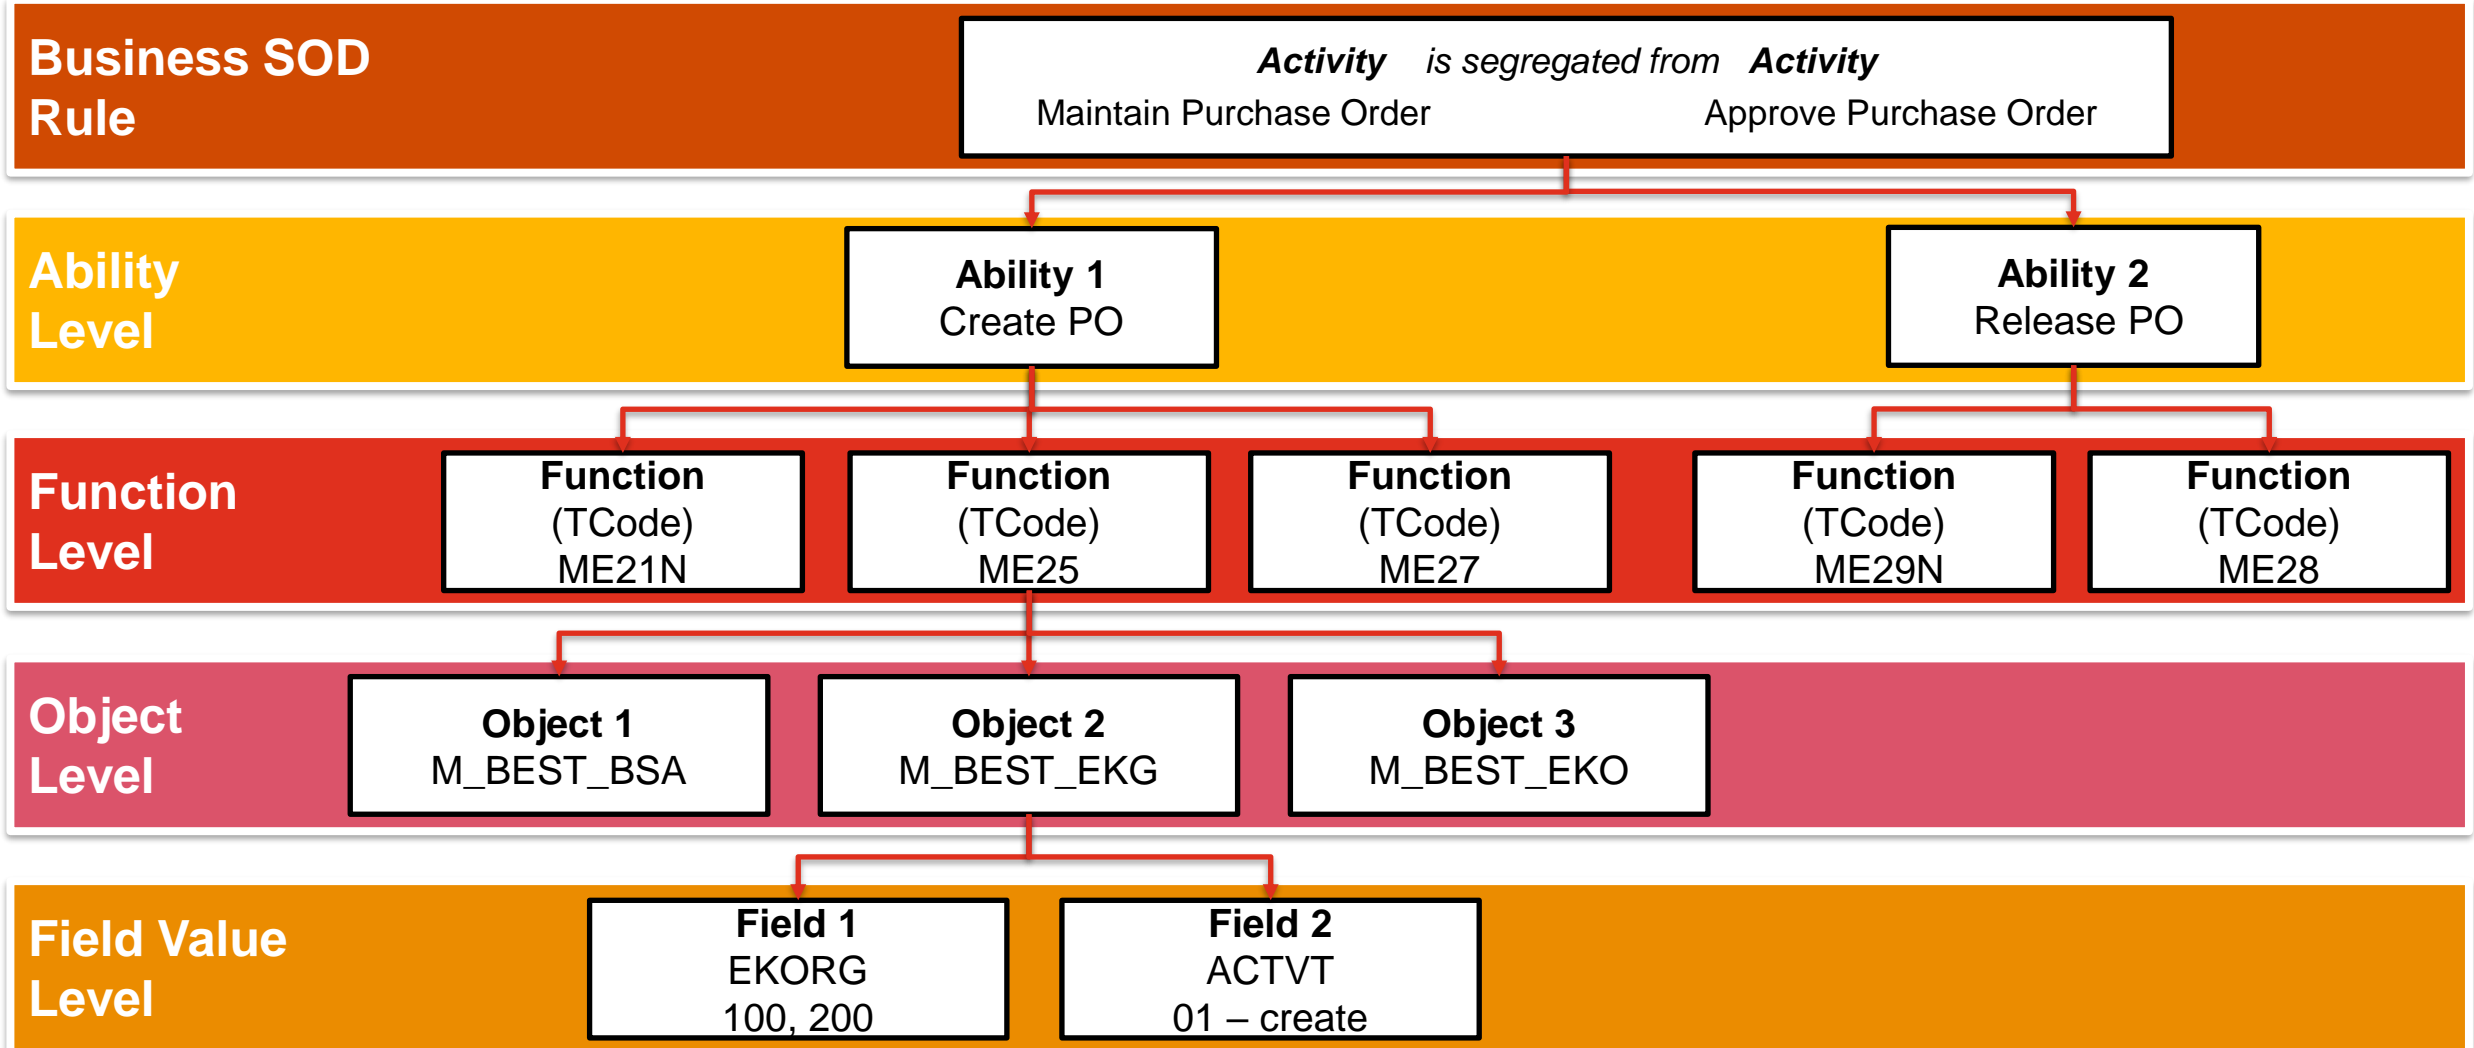 Business SOD
Rule
Activity is segregated from Activity
Maintain Purchase Order Approve Purchase Order
Ability
Level
Ability 1
Create PO
Ability 2
Release PO
Function
Level
Function
(TCode)
ME21N
Function
(TCode)
ME25
Function
(TCode)
ME27
Function
(TCode)
ME29N
Function
(TCode)
ME28
Object
Level
Object 1
M_BEST_BSA
Object 2
M_BEST_EKG
Object 3
M_BEST_EKO
Field Value
Level
Field 1
EKORG
100, 200
Field 2
ACTVT
01 – create